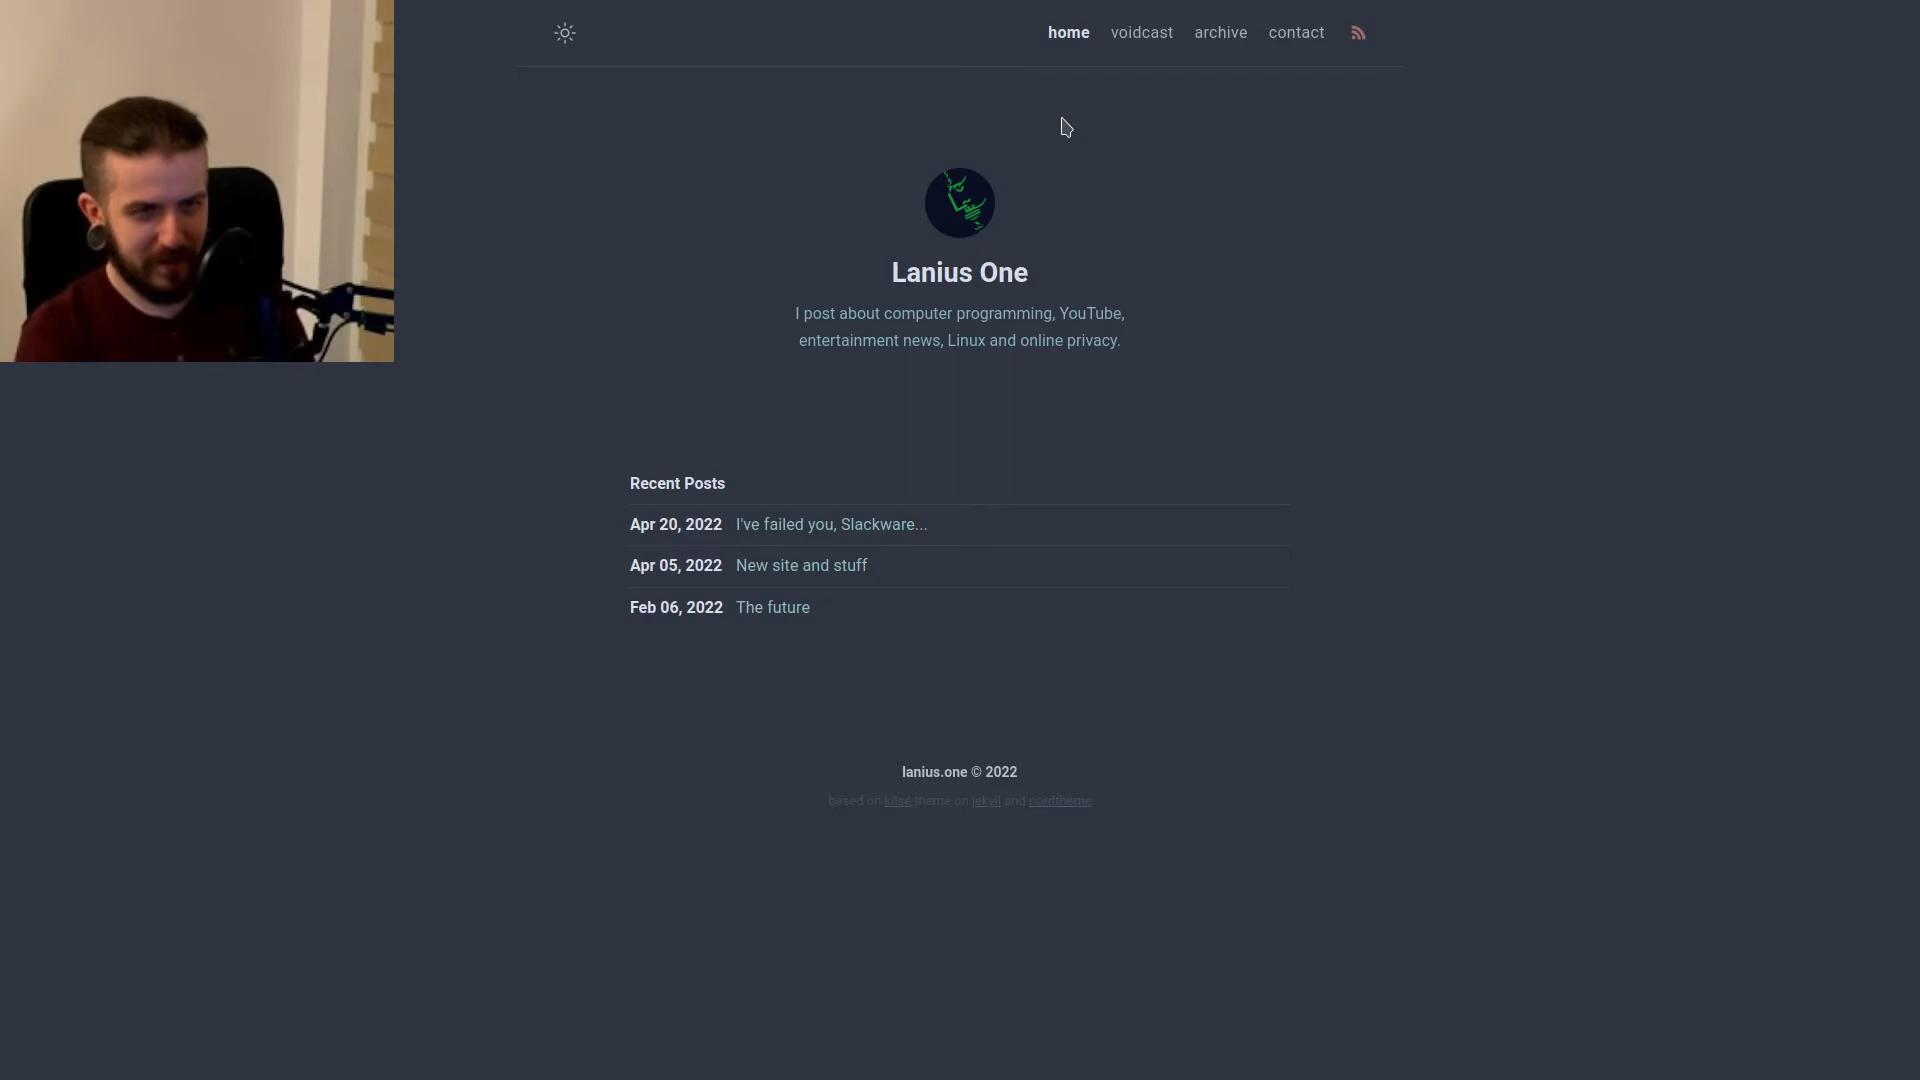 home voidcast archive contact
Lanius One
I post about computer programming, YouTube,
entertainment news, Linux and online privacy.
Recent Posts
Apr 20, 2022 I've failed you, Slackware...
Apr 05, 2022 New site and stuff
Feb 06, 2022 The future
lanius.one © 2022
based on klisé theme on jekyll and nordtheme